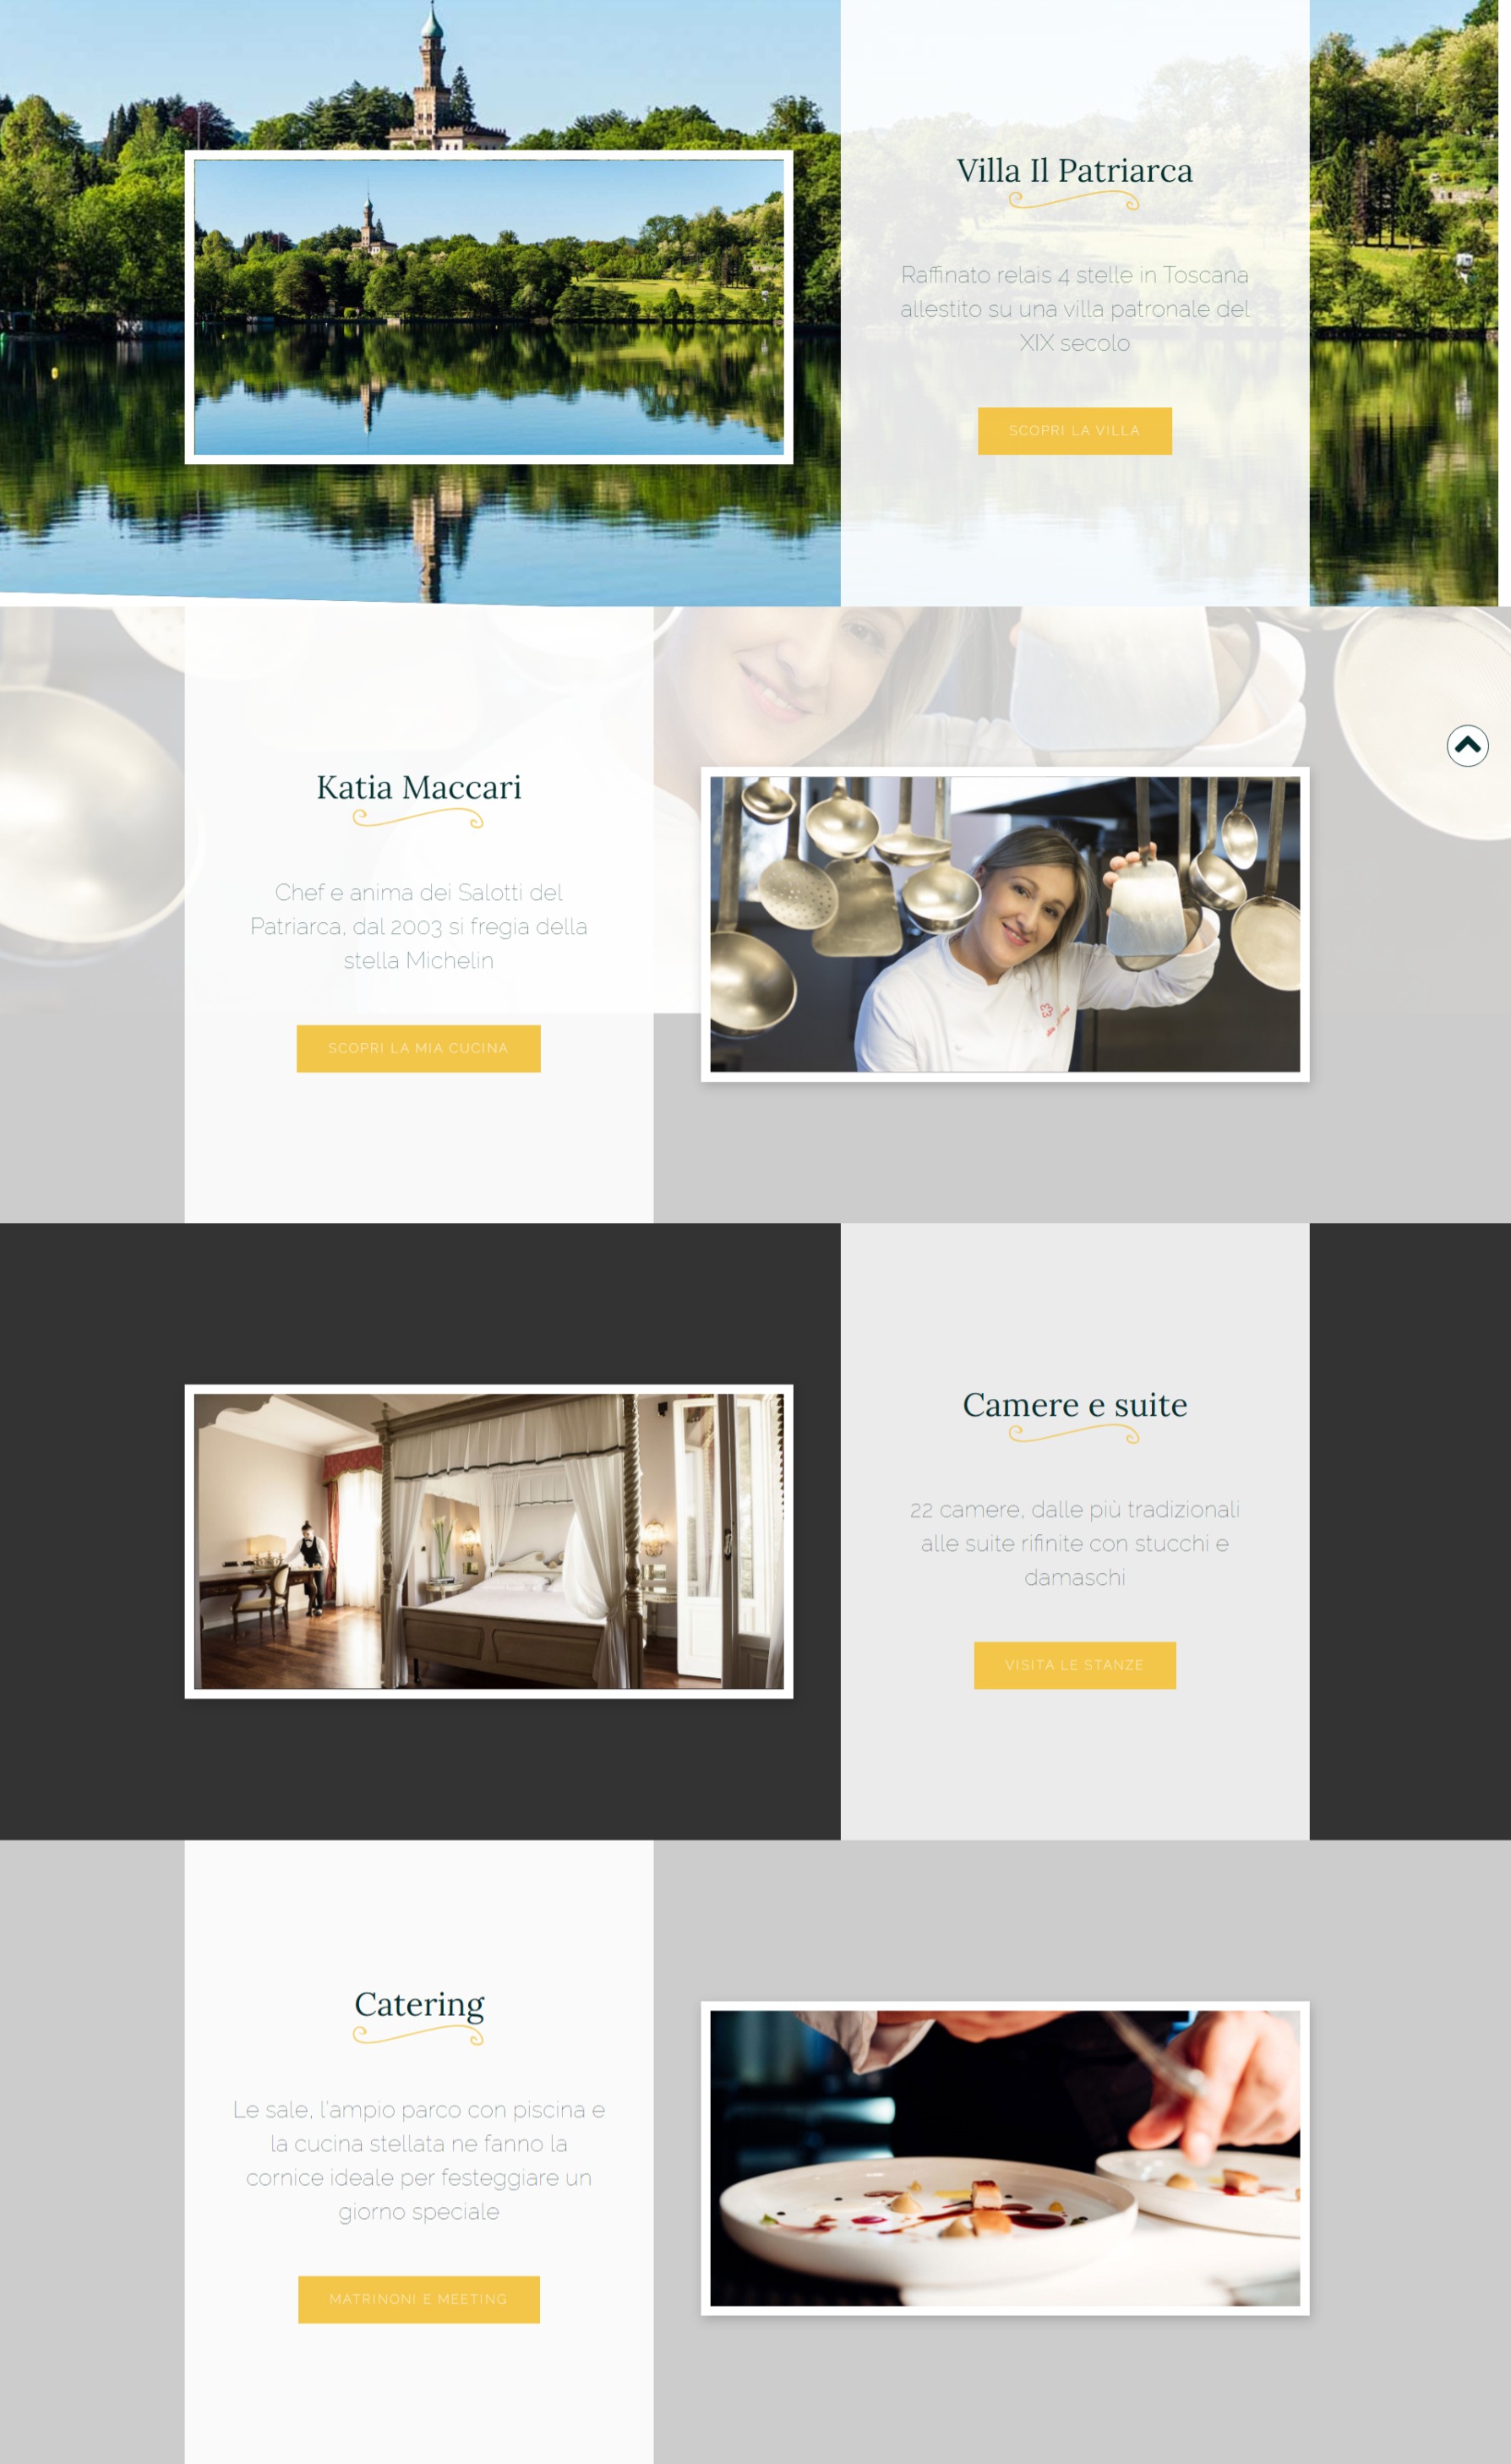 Villa Il Patriarca
Raffinato relais 4 stelle in Toscana
allestito su una villa patronale del
XIX secolo
SCOPRI LA VILLA
Katia Maccari
Chef e anima dei Salotti del
Patriarca, dal 2003 si fregia della
stella Michelin
SCOPRI LA MIA CUCINA
Camere e suite
22 camere, dalle più tradizionali
alle suite rifinite con stucchi e
damaschi
VISITA LE STANZE
Catering
Le sale, l'ampio parco con piscina e
la cucina stellata ne fanno la
cornice ideale per festeggiare un
giorno speciale
MATRINONI E MEETING